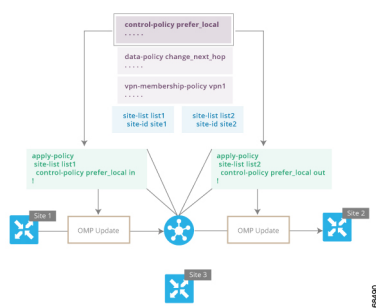 control-policy prefer_local
. . . . .
data-policy change_next_hop
. . . . .
vpn-membership-policy vpn1
. . . . .
site-list list1
site-id site1
site-list list2
site-id site2
apply-policy
site-list list1
control-policy prefer_local in
!
apply-policy
site-list list2
control-policy prefer_local out
!
Site 1
OMP Update
OMP Update
Site 2
Site 3